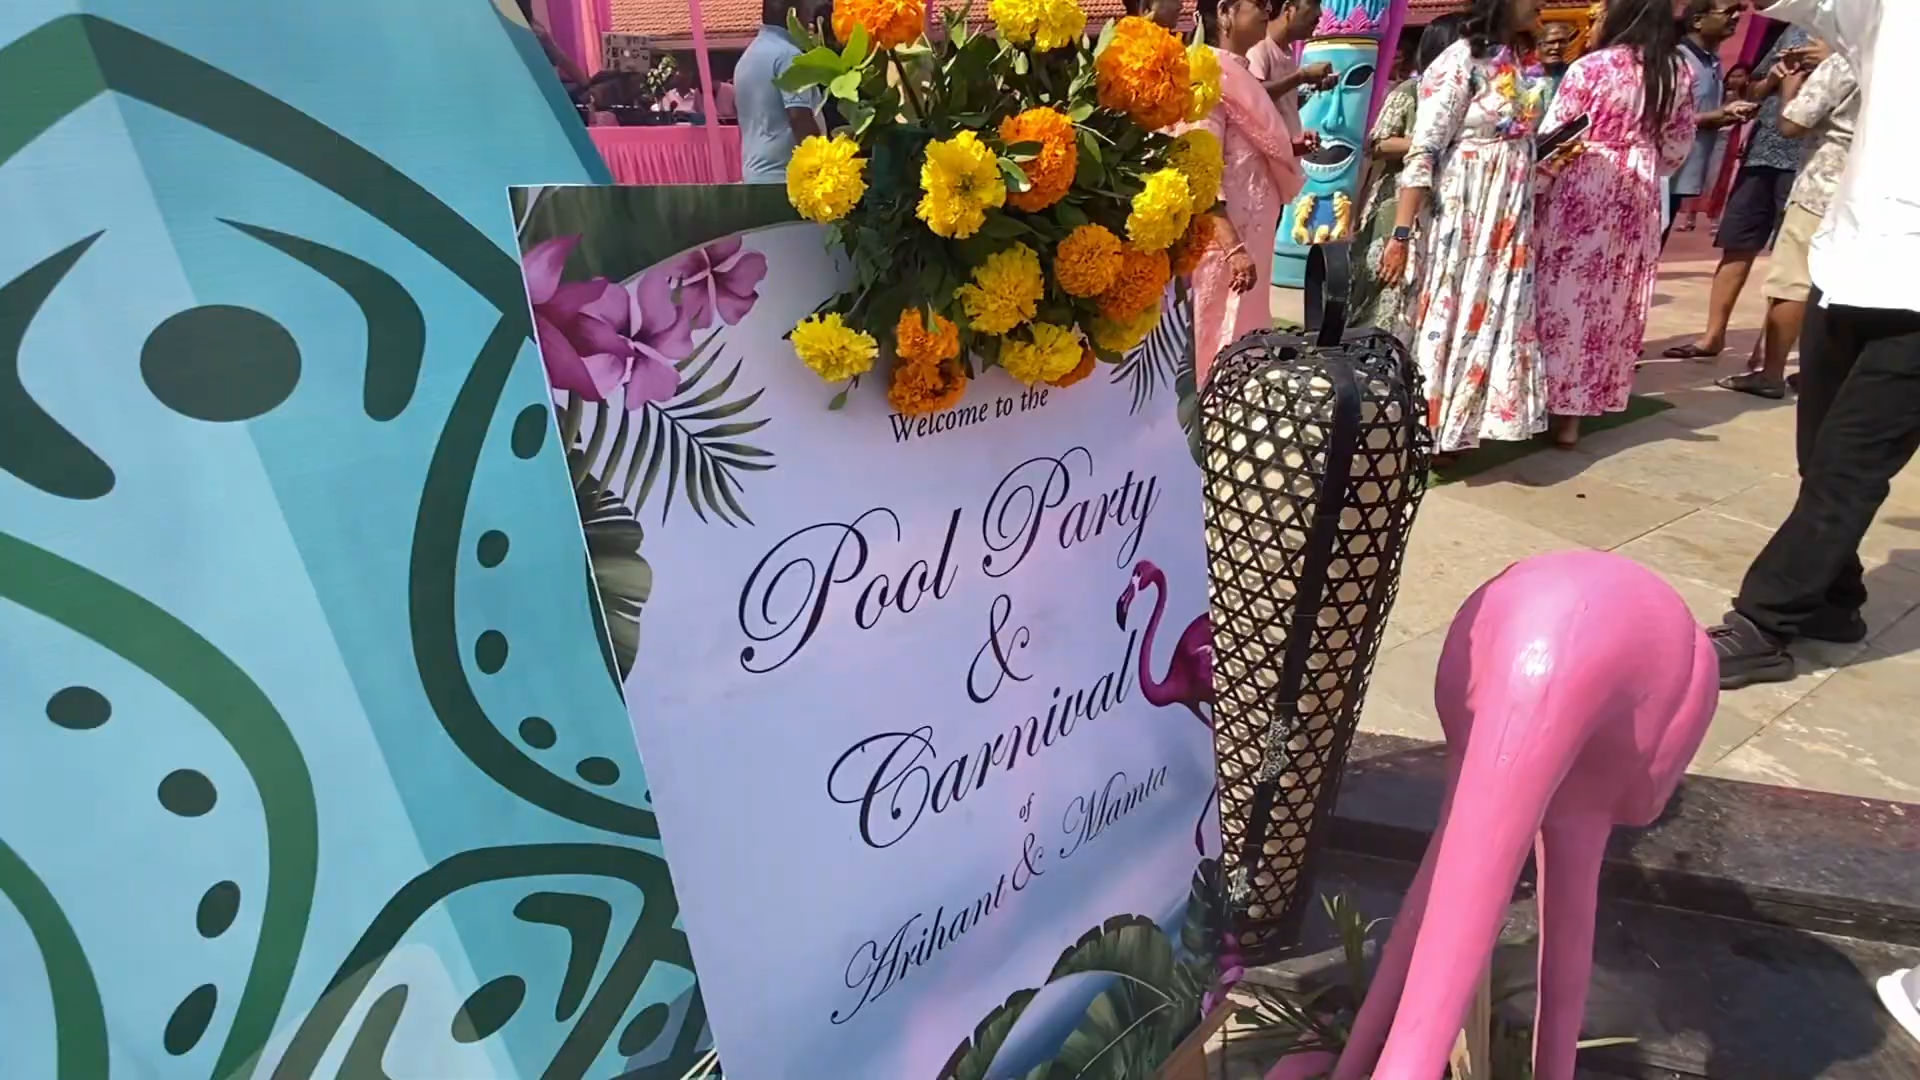 Welcome to the
Pool Party
&
Carnival
of
Arihant & Mamta